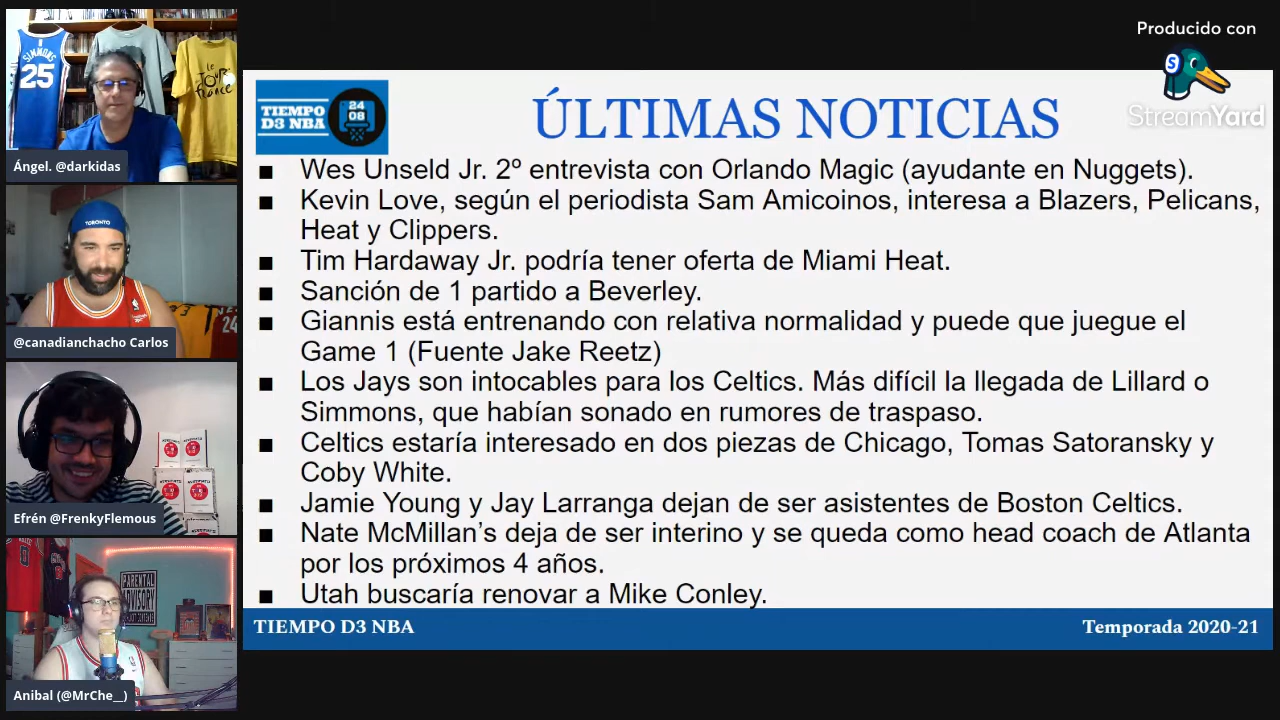 Producido con
StreamYard
SIMMONS
25
le
TOUR
france
Ángel. @darkidas
TORONTO
24
@canadianchacho Carlos
Efrén @FrenkyFlemous
PARENTAL
ADVISORY
Anibal (@MrChe__)
TIEMPO
D3 NBA
24
08
ÚLTIMAS NOTICIAS
■ Wes Unseld Jr. 2º entrevista con Orlando Magic (ayudante en Nuggets).
■ Kevin Love, según el periodista Sam Amicoinos, interesa a Blazers, Pelicans,
Heat y Clippers.
■ Tim Hardaway Jr. podría tener oferta de Miami Heat.
■ Sanción de 1 partido a Beverley.
■ Giannis está entrenando con relativa normalidad y puede que juegue el
Game 1 (Fuente Jake Reetz)
■ Los Jays son intocables para los Celtics. Más difícil la llegada de Lillard o
Simmons, que habían sonado en rumores de traspaso.
■ Celtics estaría interesado en dos piezas de Chicago, Tomas Satoransky y
Coby White.
■ Jamie Young y Jay Larranga dejan de ser asistentes de Boston Celtics.
■ Nate McMillan’s deja de ser interino y se queda como head coach de Atlanta
por los próximos 4 años.
■ Utah buscaría renovar a Mike Conley.
TIEMPO D3 NBA
Temporada 2020-21